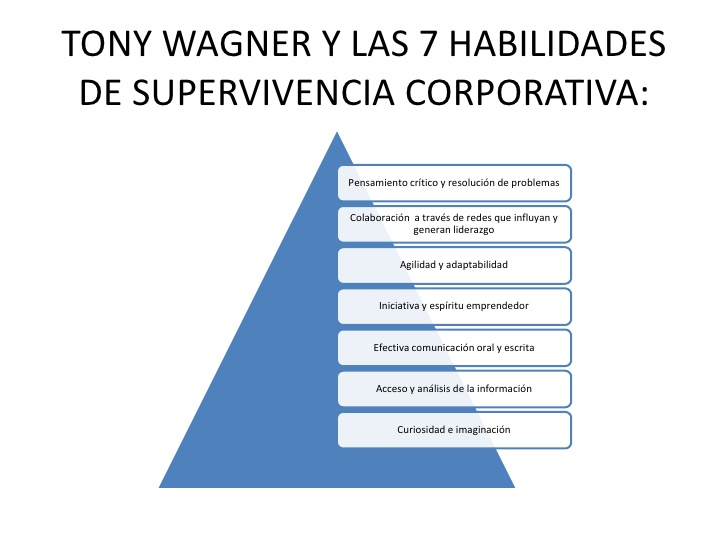 TONY WAGNER Y LAS 7 HABILIDADES
DE SUPERVIVENCIA CORPORATIVA:
Pensamiento crítico y resolución de problemas
Colaboración  a través de redes que influyan y
generan liderazgo
Agilidad y adaptabilidad
Iniciativa y espíritu emprendedor
Efectiva comunicación oral y escrita
Acceso y análisis de la información
Curiosidad e imaginación